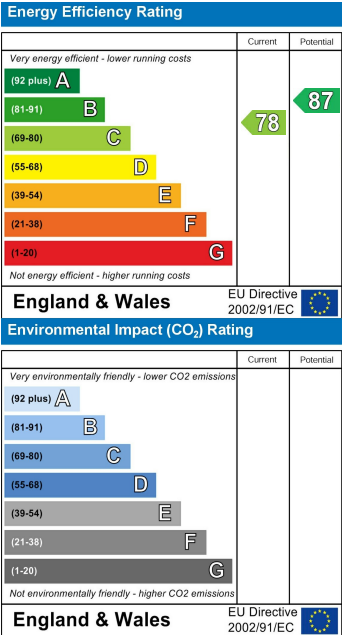 Energy Efficiency Rating
Current Potential
Very energy efficient - lower running costs
(92 plus) A
(81-91) B
(69-80) C
(55-68) D
(39-54) E
(21-38) F
(1-20) G
78
87
Not energy efficient - higher running costs
England & Wales
EU Directive
2002/91/EC
Environmental Impact (CO₂) Rating
Current Potential
Very environmentally friendly - lower CO2 emissions
(92 plus) A
(81-91) B
(69-80) C
(55-68) D
(39-54) E
(21-38) F
(1-20) G
Not environmentally friendly - higher CO2 emissions
England & Wales
EU Directive
2002/91/EC